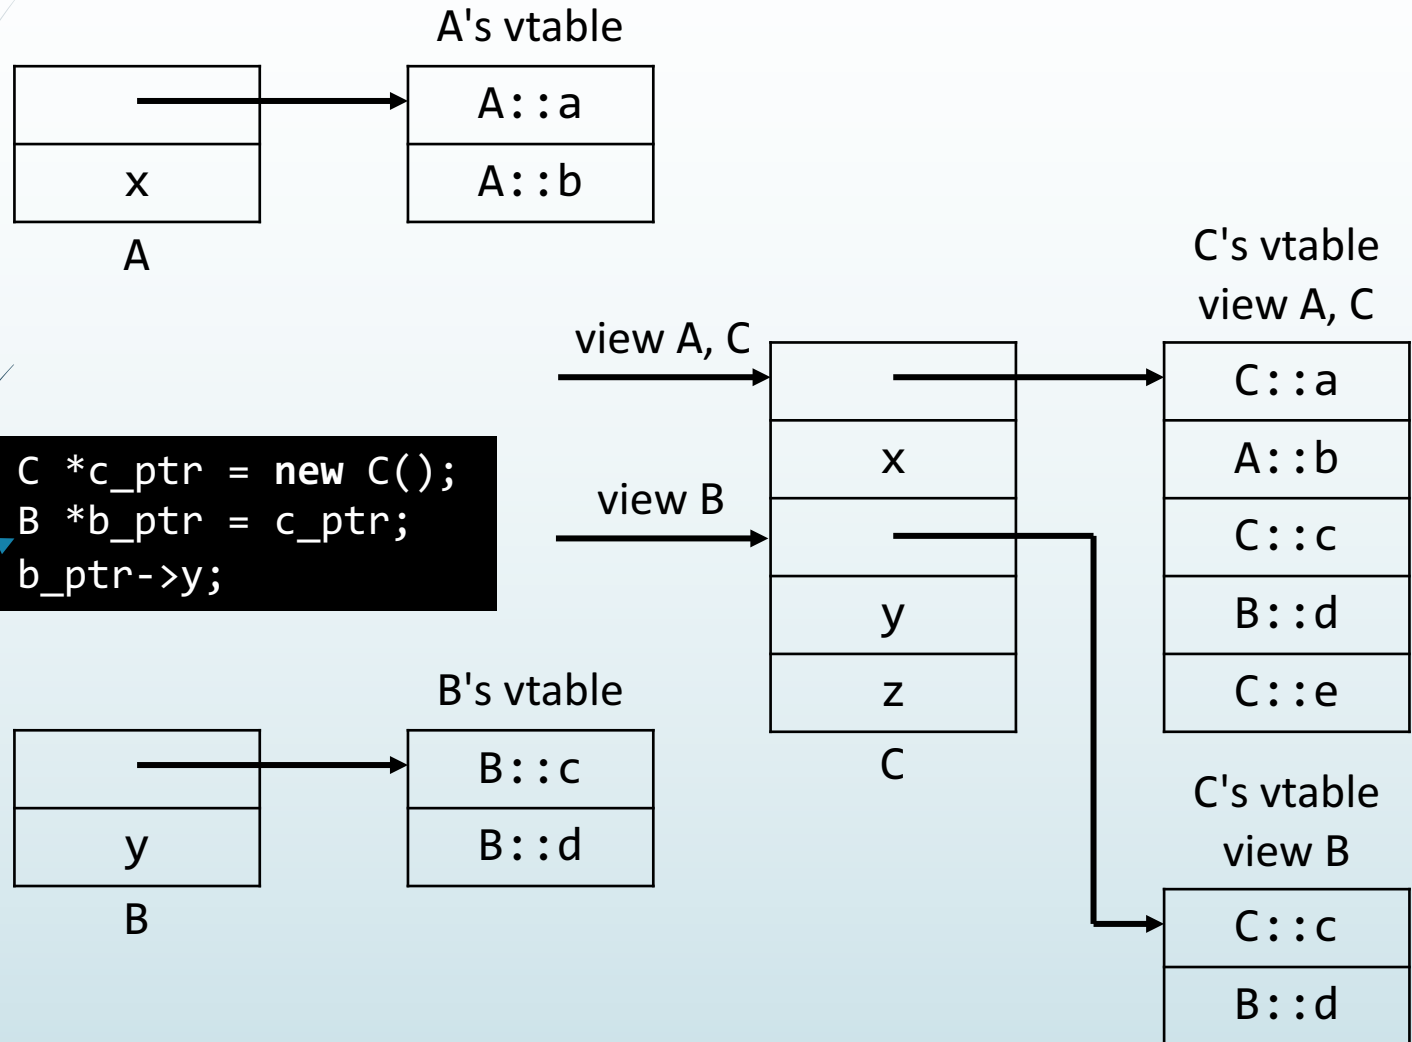 A's vtable
A::a
A::b
x
A
C's vtable
view A, C
view A, C
C::a
A::b
C::c
B::d
C::e
x
view B
y
z
C
C *c_ptr = new C();
B *b_ptr = c_ptr;
b_ptr->y;
B's vtable
B::c
B::d
y
B
C's vtable
view B
C::c
B::d